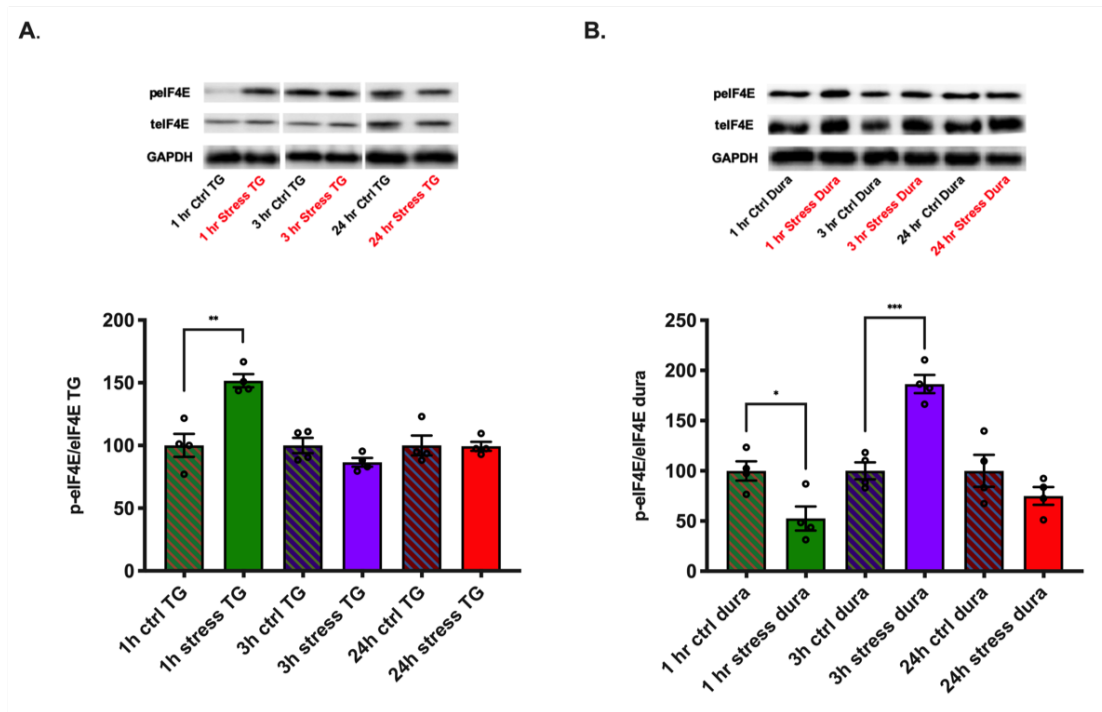 A.
peIF4E
teIF4E
GAPDH
1 hr Ctrl TG
1 hr Stress TG
3 hr Ctrl TG
3 hr Stress TG
24 hr Ctrl TG
24 hr Stress TG
p-eIF4E/eIF4E TG
200
150
100
50
0
**
1h ctrl TG
1h stress TG
3h ctrl TG
3h stress TG
24h ctrl TG
24h stress TG
B.
peIF4E
teIF4E
GAPDH
1 hr Ctrl Dura
1 hr Stress Dura
3 hr Ctrl Dura
3 hr Stress Dura
24 hr Ctrl Dura
24 hr Stress Dura
p-eIF4E/eIF4E dura
250
200
150
100
50
0
*
***
1 hr ctrl dura
1 hr stress dura
3h ctrl dura
3h stress dura
24h ctrl dura
24h stress dura